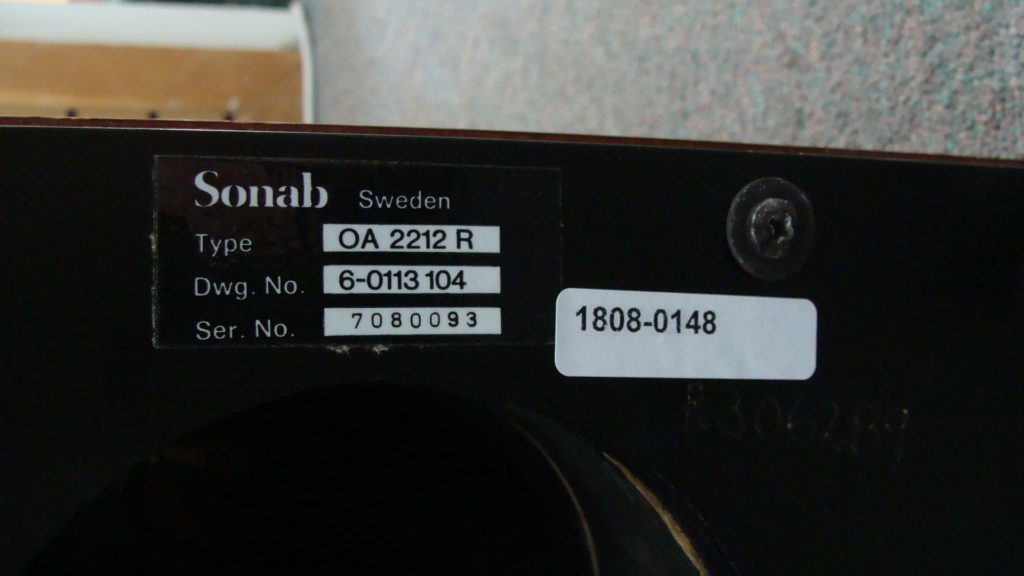 Sonab Sweden
Type OA 2212 R
Dwg. No. 6-0113 104
Ser. No. 7080093
1808-0148